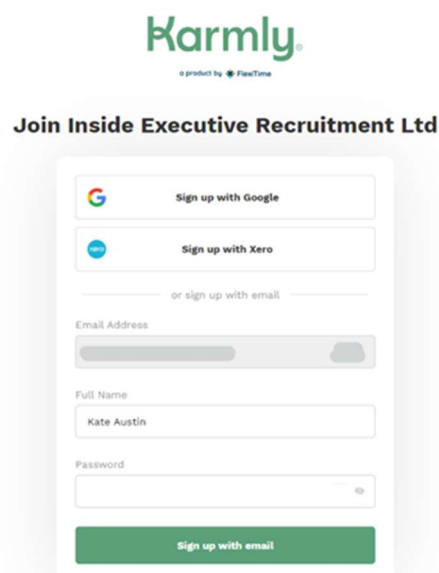 Karmly
a product by FlexiTime
Join Inside Executive Recruitment Ltd
Sign up with Google
xero Sign up with Xero
or sign up with email
Email Address
Full Name
Kate Austin
Password
Sign up with email